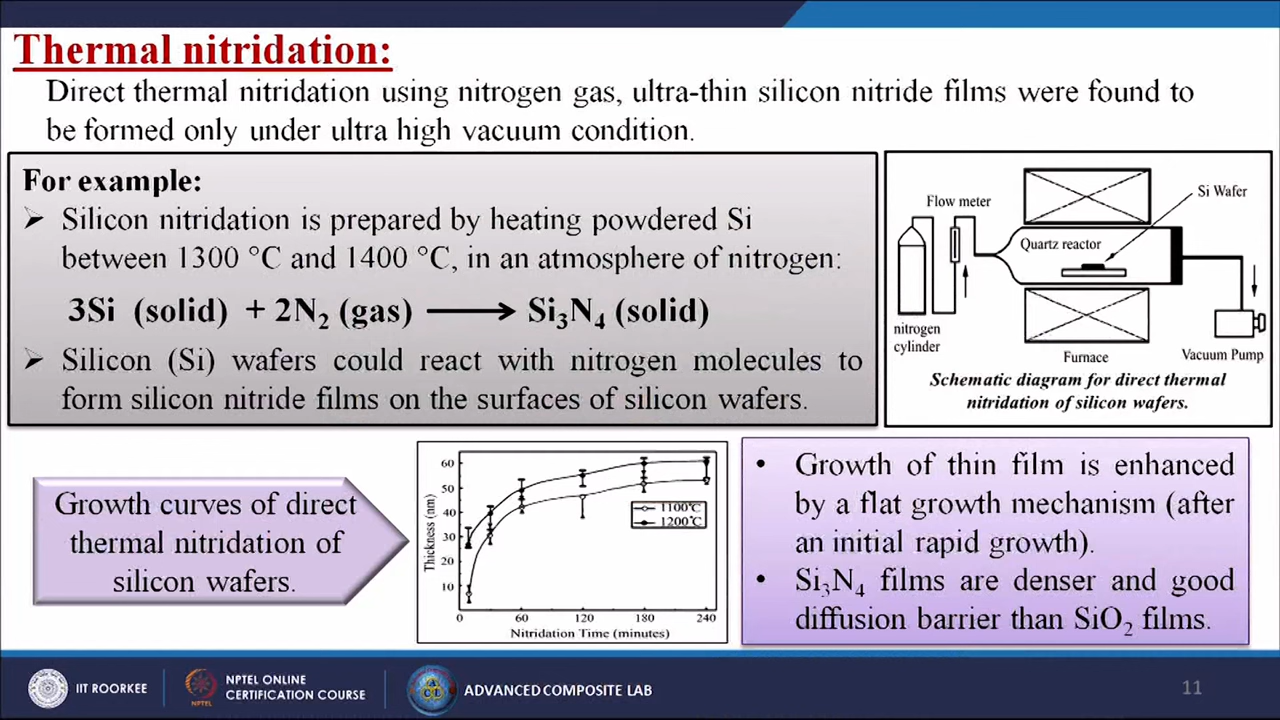 Thermal nitridation:
Direct thermal nitridation using nitrogen gas, ultra-thin silicon nitride films were found to
be formed only under ultra high vacuum condition.
For example:
➢ Silicon nitridation is prepared by heating powdered Si
between 1300 °C and 1400 °C, in an atmosphere of nitrogen:
3Si (solid) + 2N₂ (gas) ⟶ Si₃N₄ (solid)
➢ Silicon (Si) wafers could react with nitrogen molecules to
form silicon nitride films on the surfaces of silicon wafers.
Flow meter
Si Wafer
Quartz reactor
nitrogen
cylinder
Furnace
Vacuum Pump
Schematic diagram for direct thermal
nitridation of silicon wafers.
Growth curves of direct
thermal nitridation of
silicon wafers.
Thickness (nm)
60
50
40
30
20
10
1100℃
1200℃
0 60 120 180 240
Nitridation Time (minutes)
• Growth of thin film is enhanced
by a flat growth mechanism (after
an initial rapid growth).
• Si₃N₄ films are denser and good
diffusion barrier than SiO₂ films.
IIT ROORKEE
NPTEL
NPTEL ONLINE
CERTIFICATION COURSE
ACL
ADVANCED COMPOSITE LAB
11